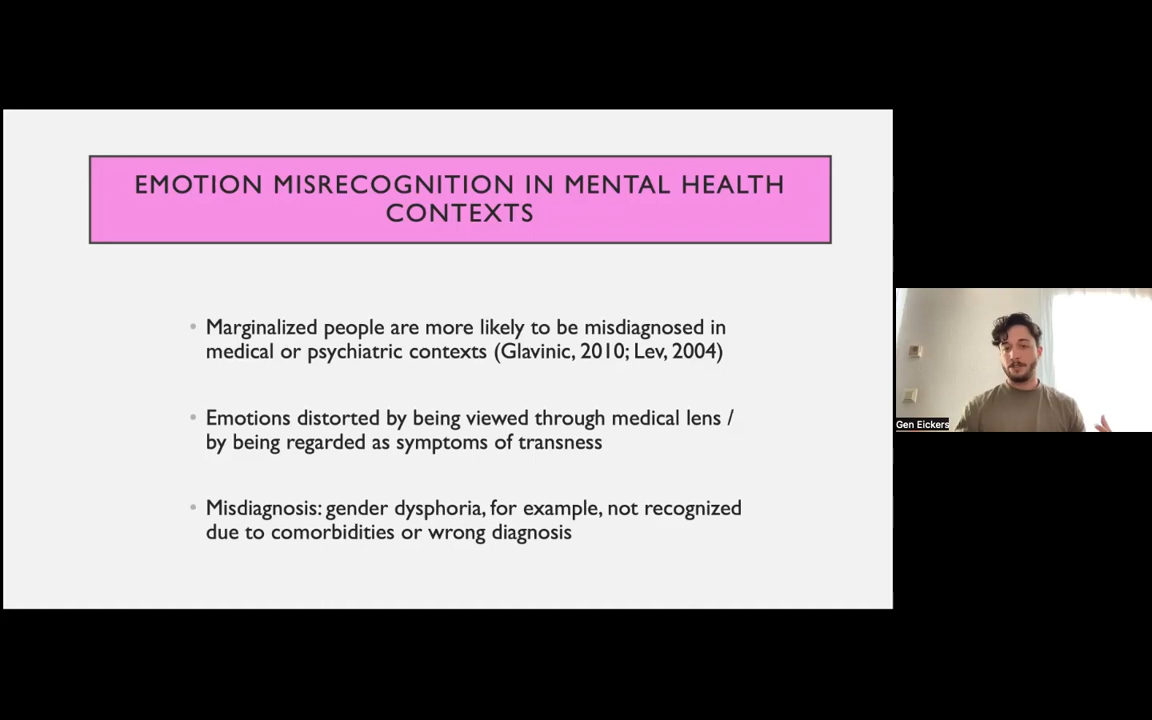 EMOTION MISRECOGNITION IN MENTAL HEALTH
CONTEXTS
• Marginalized people are more likely to be misdiagnosed in
medical or psychiatric contexts (Glavinic, 2010; Lev, 2004)
• Emotions distorted by being viewed through medical lens /
by being regarded as symptoms of transness
• Misdiagnosis: gender dysphoria, for example, not recognized
due to comorbidities or wrong diagnosis
Gen Eickers